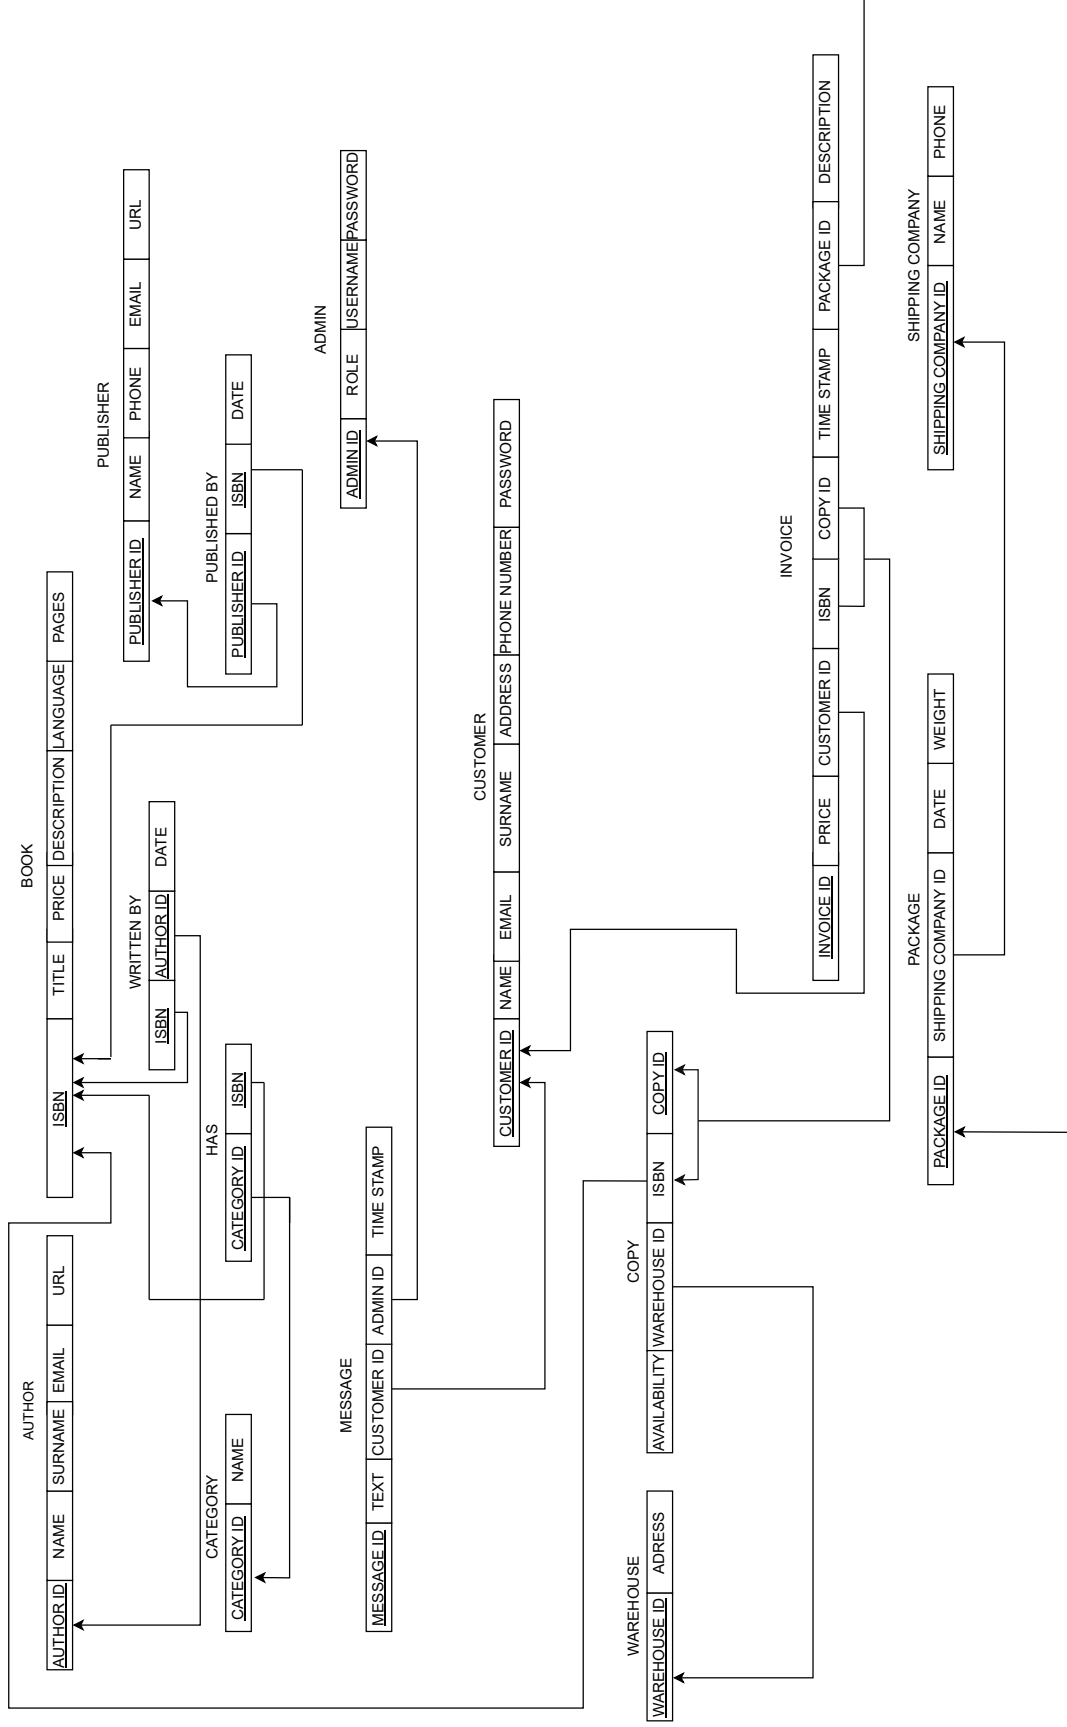 AUTHOR
AUTHOR ID NAME SURNAME EMAIL URL
BOOK
ISBN TITLE PRICE DESCRIPTION LANGUAGE PAGES
PUBLISHER
PUBLISHER ID NAME PHONE EMAIL URL
WRITTEN BY
ISBN AUTHOR ID DATE
CATEGORY
CATEGORY ID NAME
HAS
CATEGORY ID ISBN
PUBLISHED BY
PUBLISHER ID ISBN DATE
MESSAGE
MESSAGE ID TEXT CUSTOMER ID ADMIN ID TIME STAMP
ADMIN
ADMIN ID ROLE USERNAME PASSWORD
CUSTOMER
CUSTOMER ID NAME EMAIL SURNAME ADDRESS PHONE NUMBER PASSWORD
WAREHOUSE
WAREHOUSE ID ADRESS
COPY
AVAILABILITY WAREHOUSE ID ISBN COPY ID
INVOICE
INVOICE ID PRICE CUSTOMER ID ISBN COPY ID TIME STAMP PACKAGE ID DESCRIPTION
PACKAGE
PACKAGE ID SHIPPING COMPANY ID DATE WEIGHT
SHIPPING COMPANY
SHIPPING COMPANY ID NAME PHONE